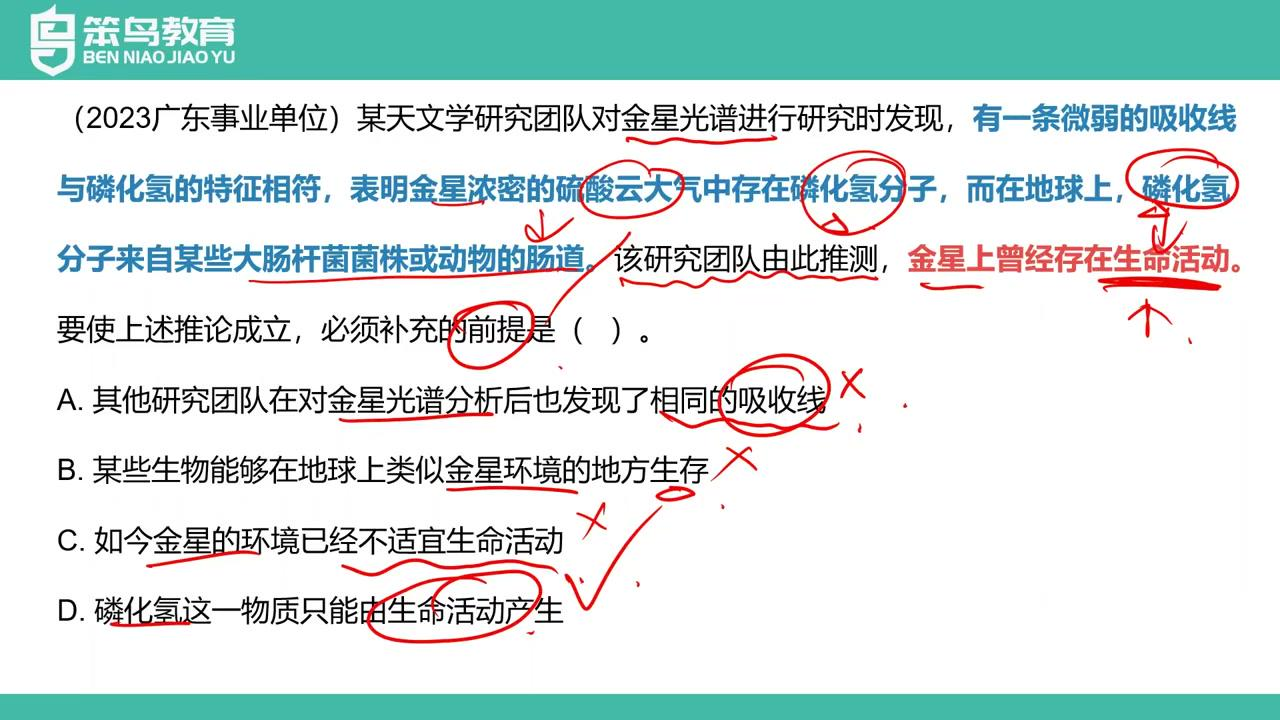 笨鸟教育
BEN NIAO JIAO YU
（2023广东事业单位）某天文学研究团队对金星光谱进行研究时发现，有一条微弱的吸收线
与磷化氢的特征相符，表明金星浓密的硫酸云大气中存在磷化氢分子，而在地球上，磷化氢
分子来自某些大肠杆菌菌株或动物的肠道。该研究团队由此推测，金星上曾经存在生命活动。
要使上述推论成立，必须补充的前提是（ ）。
A. 其他研究团队在对金星光谱分析后也发现了相同的吸收线
B. 某些生物能够在地球上类似金星环境的地方生存
C. 如今金星的环境已经不适宜生命活动
D. 磷化氢这一物质只能由生命活动产生